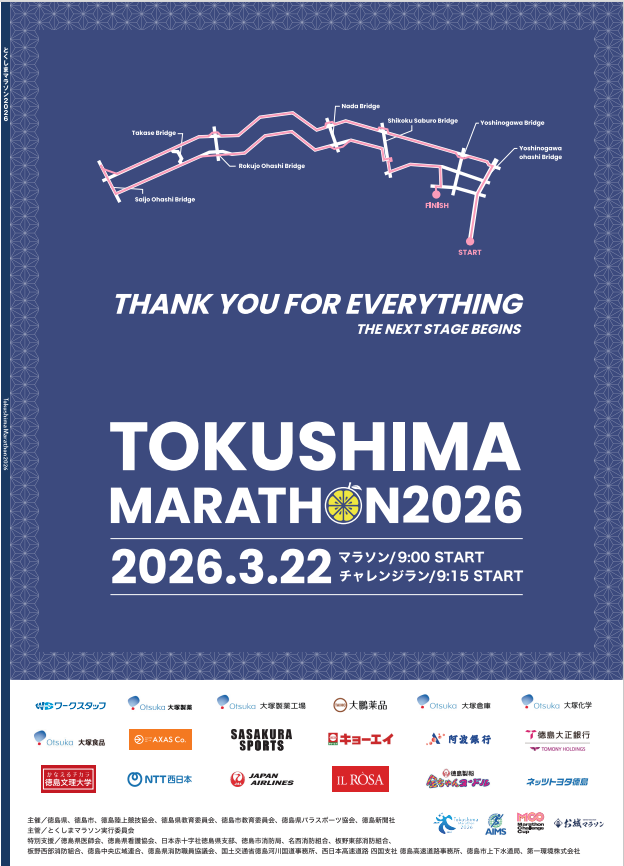 とくしまマラソン2026
Tokushima Marathon 2026
Nada Bridge
Takase Bridge
Shikoku Saburo Bridge
Yoshinogawa Bridge
Rokujo Ohashi Bridge
Yoshinogawa
ohashi Bridge
Saijo Ohashi Bridge
FINISH
START
THANK YOU FOR EVERYTHING
THE NEXT STAGE BEGINS
TOKUSHIMA
MARATHON2026
2026.3.22
マラソン/9:00 START
チャレンジラン/9:15 START
ワークスタッフ
Otsuka 大塚製薬
Otsuka 大塚製薬工場
大鵬薬品
Otsuka 大塚倉庫
Otsuka 大塚化学
Otsuka 大塚食品
AXAS Co.
SASAKURA
SPORTS
キョーエイ
阿波銀行
徳島大正銀行
TOMONY HOLDINGS
かなえるチカラ
徳島文理大学
NTT西日本
JAPAN
AIRLINES
IL ROSA
徳島製粉
金ちゃんヌードル
ネッツトヨタ徳島
主催/徳島県、徳島市、徳島陸上競技協会、徳島県教育委員会、徳島市教育委員会、徳島県パラスポーツ協会、徳島新聞社
主管/とくしまマラソン実行委員会
特別支援/徳島県医師会、徳島県看護協会、日本赤十字社徳島県支部、徳島市消防局、名西消防組合、板野東部消防組合、
板野西部消防組合、徳島中央広域連合、徳島県消防職員協議会、国土交通省徳島河川国道事務所、西日本高速道路 四国支社 徳島高速道路事務所、徳島市上下水道局、第一環境株式会社
Tokushima
Marathon
2026
AIMS
MCC
Marathon
Challenge
Cup
お城マラソン